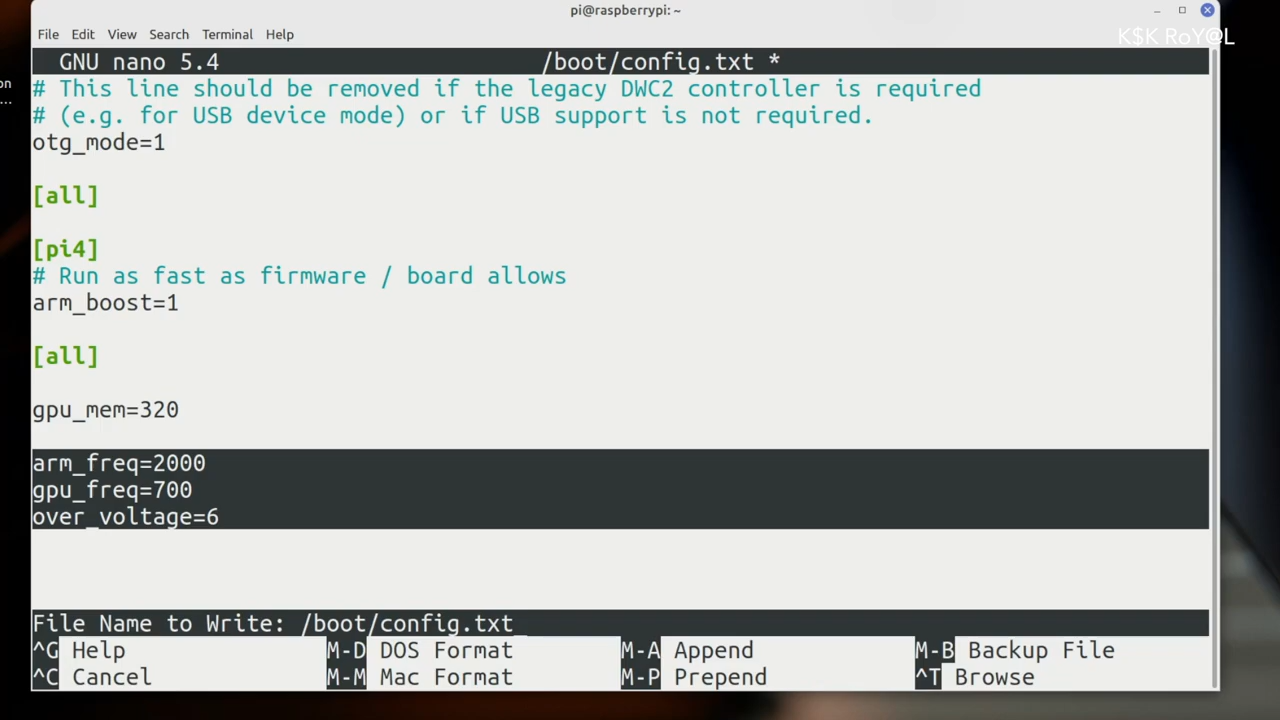 pi@raspberrypi: ~
File Edit View Search Terminal Help
K$K RoY@L
GNU nano 5.4 /boot/config.txt *
on
...
# This line should be removed if the legacy DWC2 controller is required
# (e.g. for USB device mode) or if USB support is not required.
otg_mode=1
[all]
[pi4]
# Run as fast as firmware / board allows
arm_boost=1
[all]
gpu_mem=320
arm_freq=2000
gpu_freq=700
over_voltage=6
File Name to Write: /boot/config.txt
^G Help M-D DOS Format M-A Append M-B Backup File
^C Cancel M-M Mac Format M-P Prepend ^T Browse